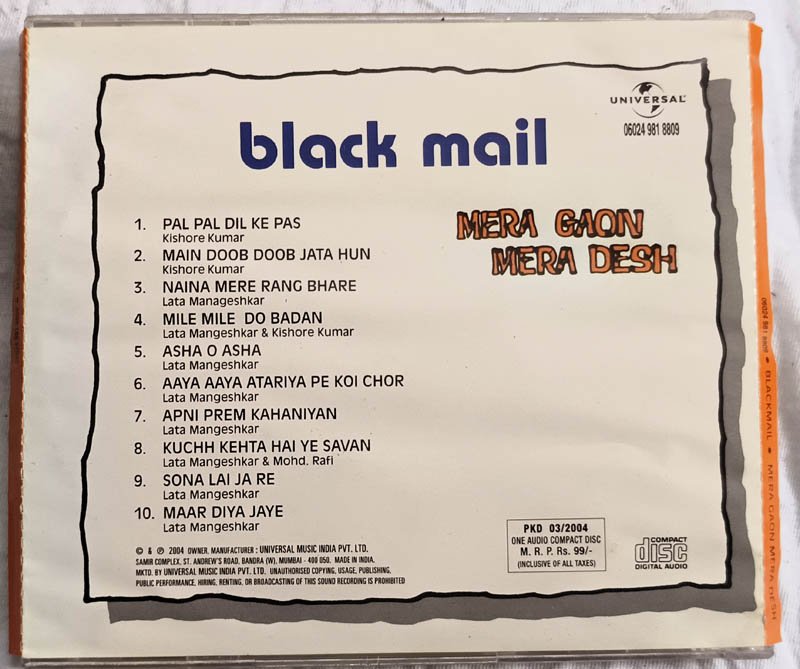 UNIVERSAL
06024 981 8809
black mail
MERA GAON
MERA DESH
1. PAL PAL DIL KE PAS
Kishore Kumar
2. MAIN DOOB DOOB JATA HUN
Kishore Kumar
3. NAINA MERE RANG BHARE
Lata Manageshkar
4. MILE MILE DO BADAN
Lata Mangeshkar & Kishore Kumar
5. ASHA O ASHA
Lata Mangeshkar
6. AAYA AAYA ATARIYA PE KOI CHOR
Lata Mangeshkar
7. APNI PREM KAHANIYAN
Lata Mangeshkar
8. KUCHH KEHTA HAI YE SAVAN
Lata Mangeshkar & Mohd. Rafi
9. SONA LAI JA RE
Lata Mangeshkar
10. MAAR DIYA JAYE
Lata Mangeshkar
© & ℗ 2004 OWNER. MANUFACTURER : UNIVERSAL MUSIC INDIA PVT. LTD.
SAMIR COMPLEX, ST. ANDREW'S ROAD, BANDRA (W), MUMBAI - 400 050. MADE IN INDIA.
MKTD. BY UNIVERSAL MUSIC INDIA PVT. LTD. UNAUTHORISED COPYING, USAGE, PUBLISHING,
PUBLIC PERFORMANCE, HIRING, RENTING, OR BROADCASTING OF THIS SOUND RECORDING IS PROHIBITED
PKD 03/2004
ONE AUDIO COMPACT DISC
M. R. P. Rs. 99/-
(INCLUSIVE OF ALL TAXES)
COMPACT
disc
DIGITAL AUDIO
06024 981 8809 • BLACKMAIL • MERA GAON MERA DESH